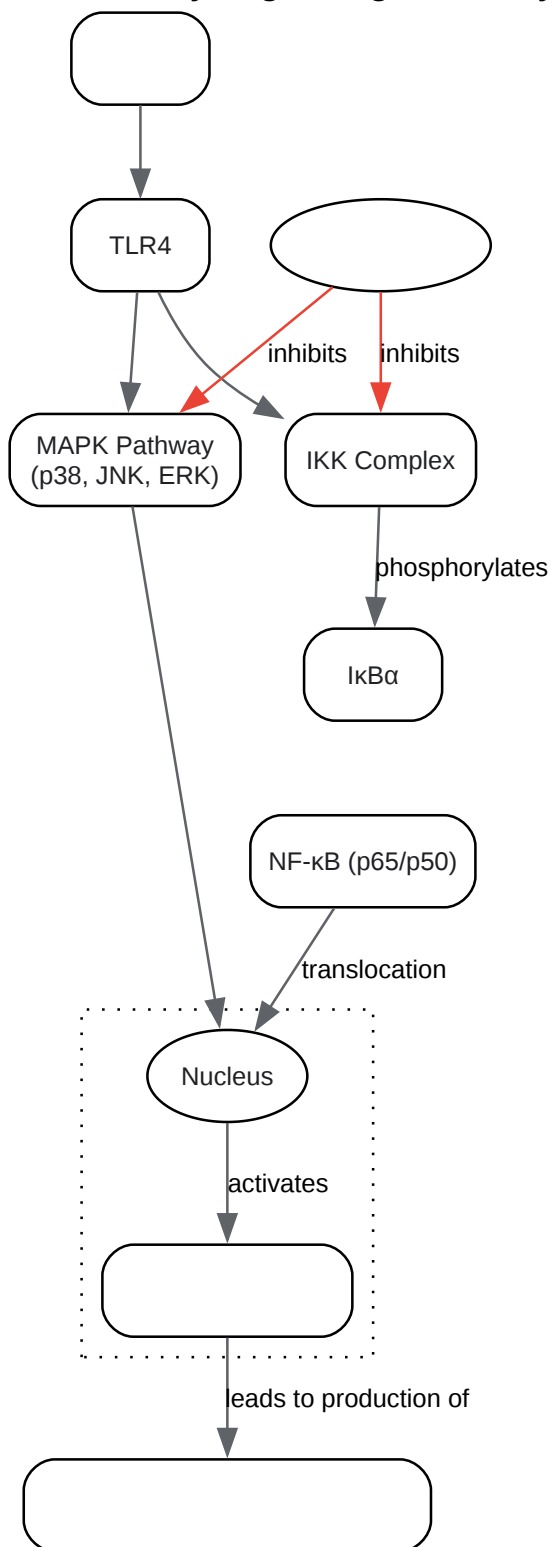 TLR4
inhibits
inhibits
MAPK Pathway
(p38, JNK, ERK)
IKK Complex
phosphorylates
IκBα
NF-κB (p65/p50)
translocation
Nucleus
activates
leads to production of